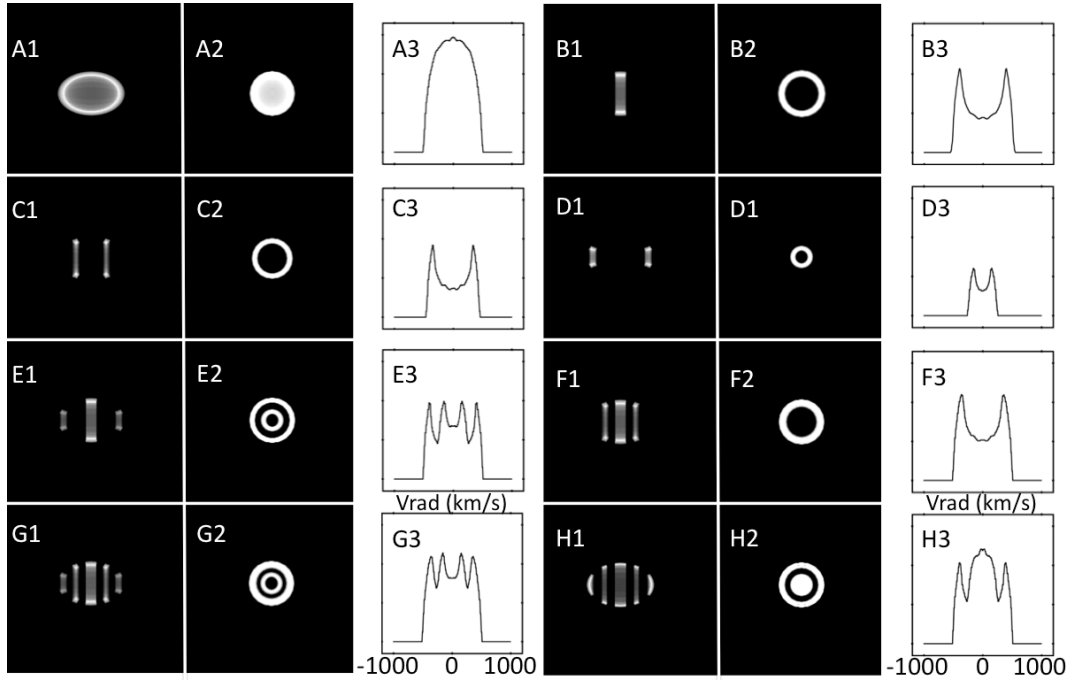 A1 A2 A3 B1 B2 B3
C1 C2 C3 D1 D1 D3
E1 E2 E3 F1 F2 F3
Vrad (km/s) Vrad (km/s)
G1 G2 G3 H1 H2 H3
-1000 0 1000 -1000 0 1000